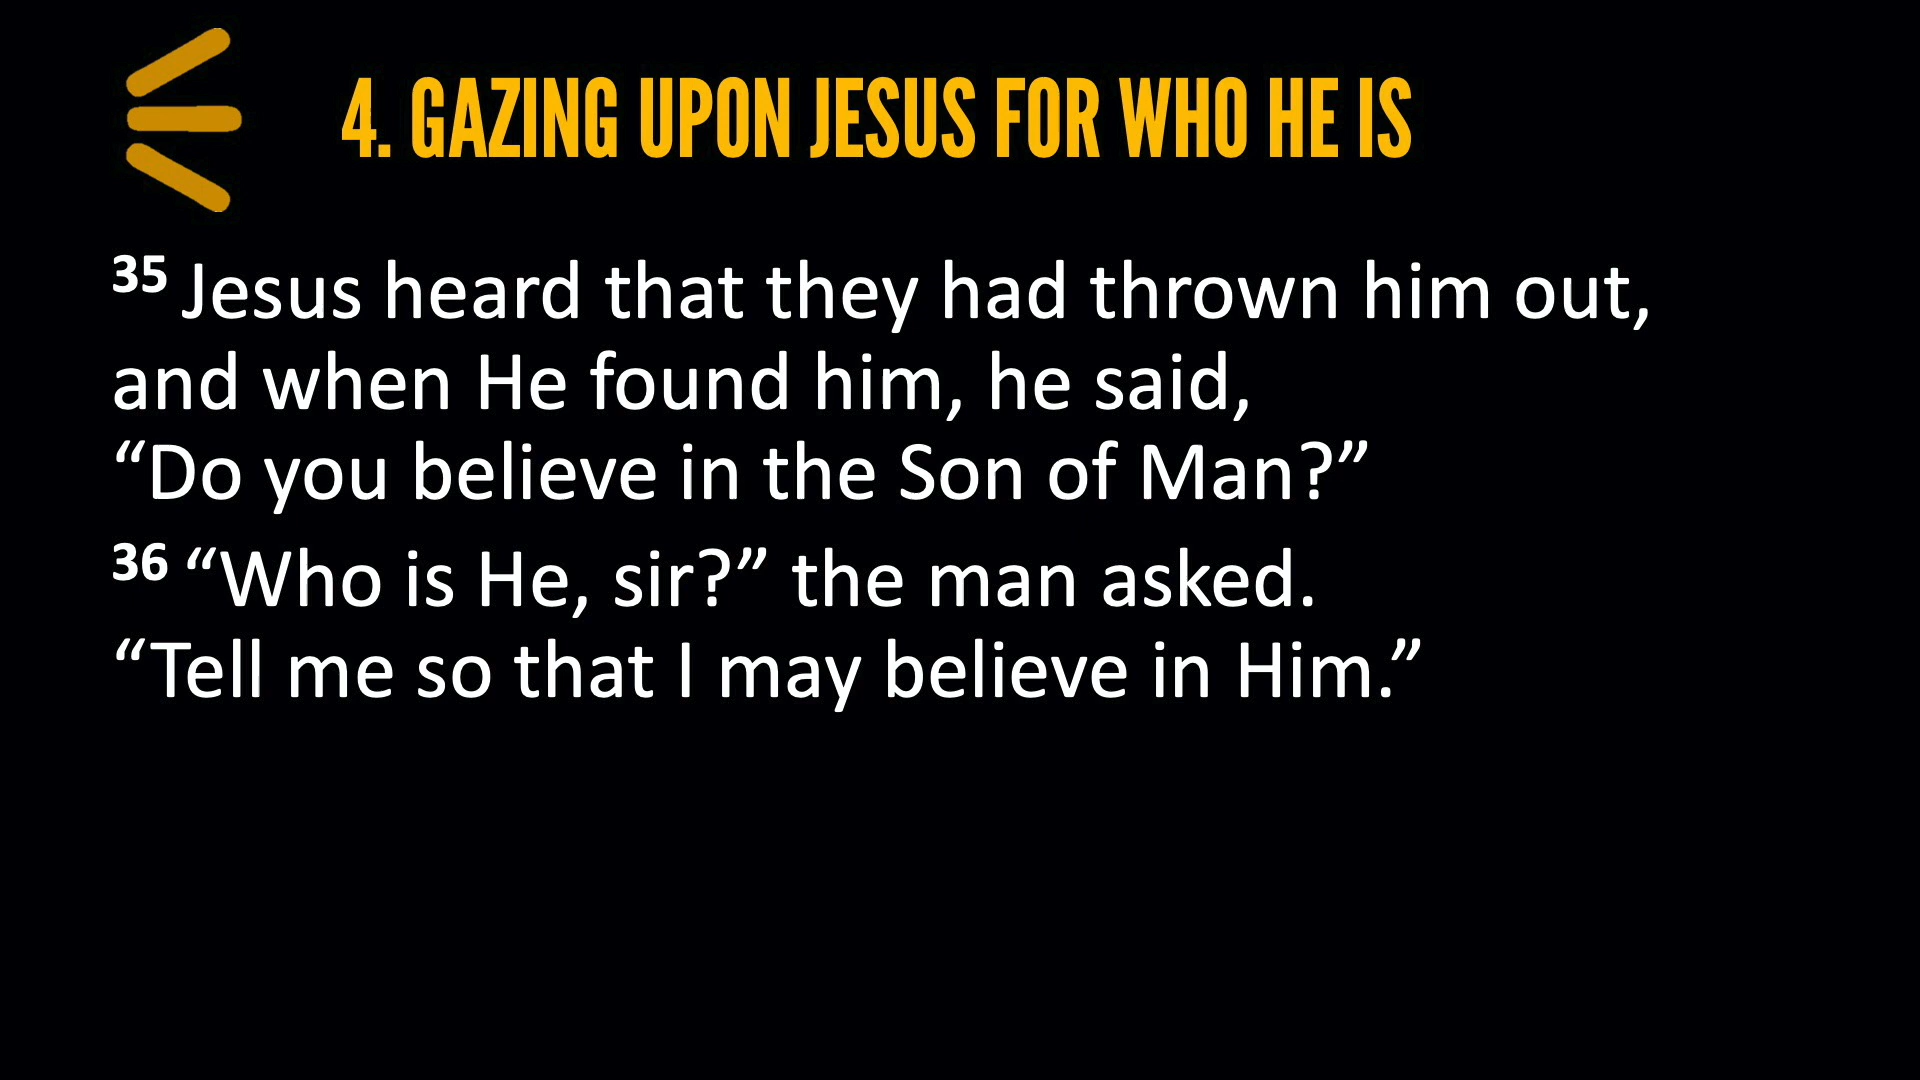 4. GAZING UPON JESUS FOR WHO HE IS
35 Jesus heard that they had thrown him out,
and when He found him, he said,
“Do you believe in the Son of Man?”
36 “Who is He, sir?” the man asked.
“Tell me so that I may believe in Him.”